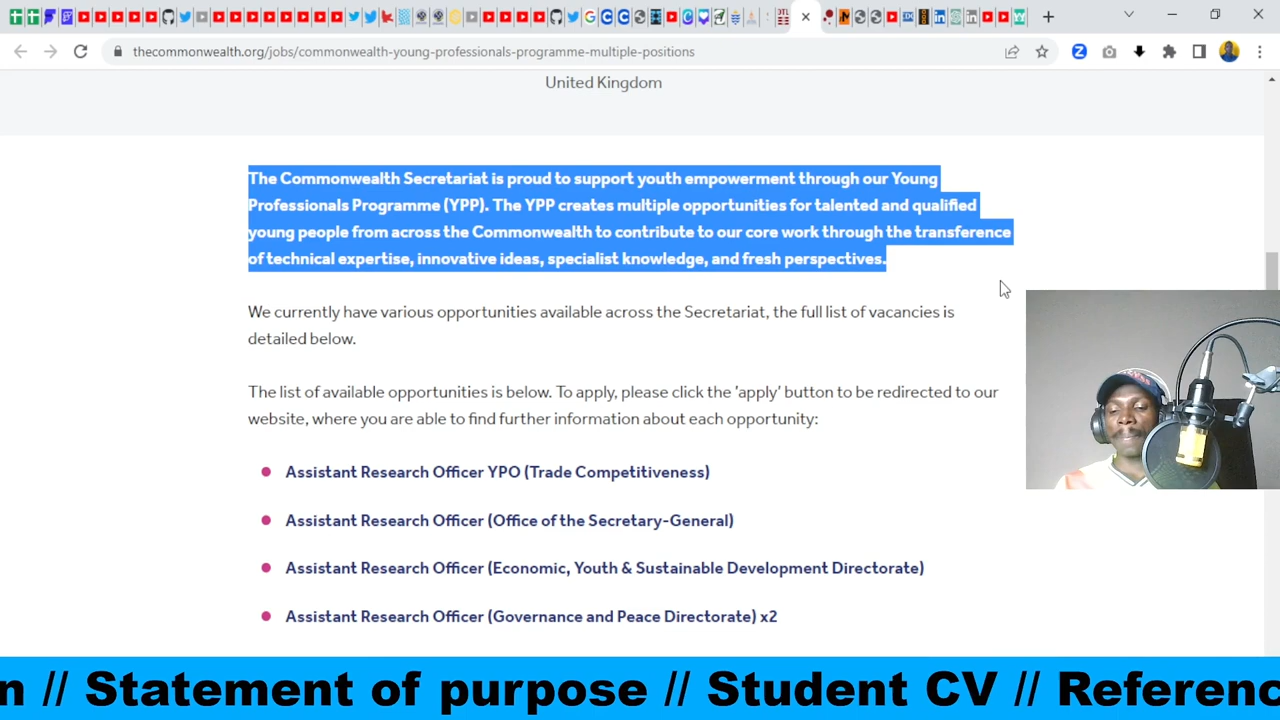 thecommonwealth.org/jobs/commonwealth-young-professionals-programme-multiple-positions
United Kingdom
The Commonwealth Secretariat is proud to support youth empowerment through our Young
Professionals Programme (YPP). The YPP creates multiple opportunities for talented and qualified
young people from across the Commonwealth to contribute to our core work through the transference
of technical expertise, innovative ideas, specialist knowledge, and fresh perspectives.
We currently have various opportunities available across the Secretariat, the full list of vacancies is
detailed below.
The list of available opportunities is below. To apply, please click the 'apply' button to be redirected to our
website, where you are able to find further information about each opportunity:
Assistant Research Officer YPO (Trade Competitiveness)
Assistant Research Officer (Office of the Secretary-General)
Assistant Research Officer (Economic, Youth & Sustainable Development Directorate)
Assistant Research Officer (Governance and Peace Directorate) x2
n // Statement of purpose // Student CV // Referenc